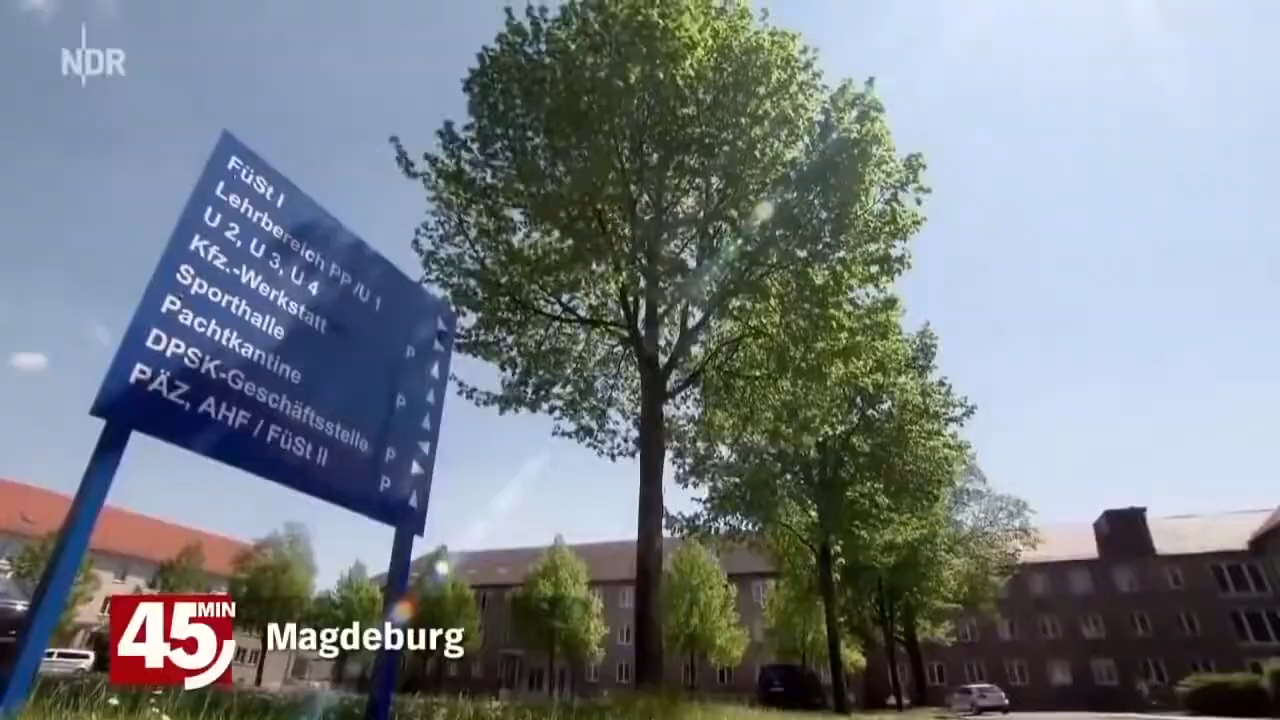 NDR
FüSt I
Lehrbereich PP /U 1
U 2, U 3, U 4
Kfz.-Werkstatt
Sporthalle P
Pachtkantine
DPSK-Geschäftsstelle P
PÄZ, AHF / FüSt II P
P
45 MIN
Magdeburg